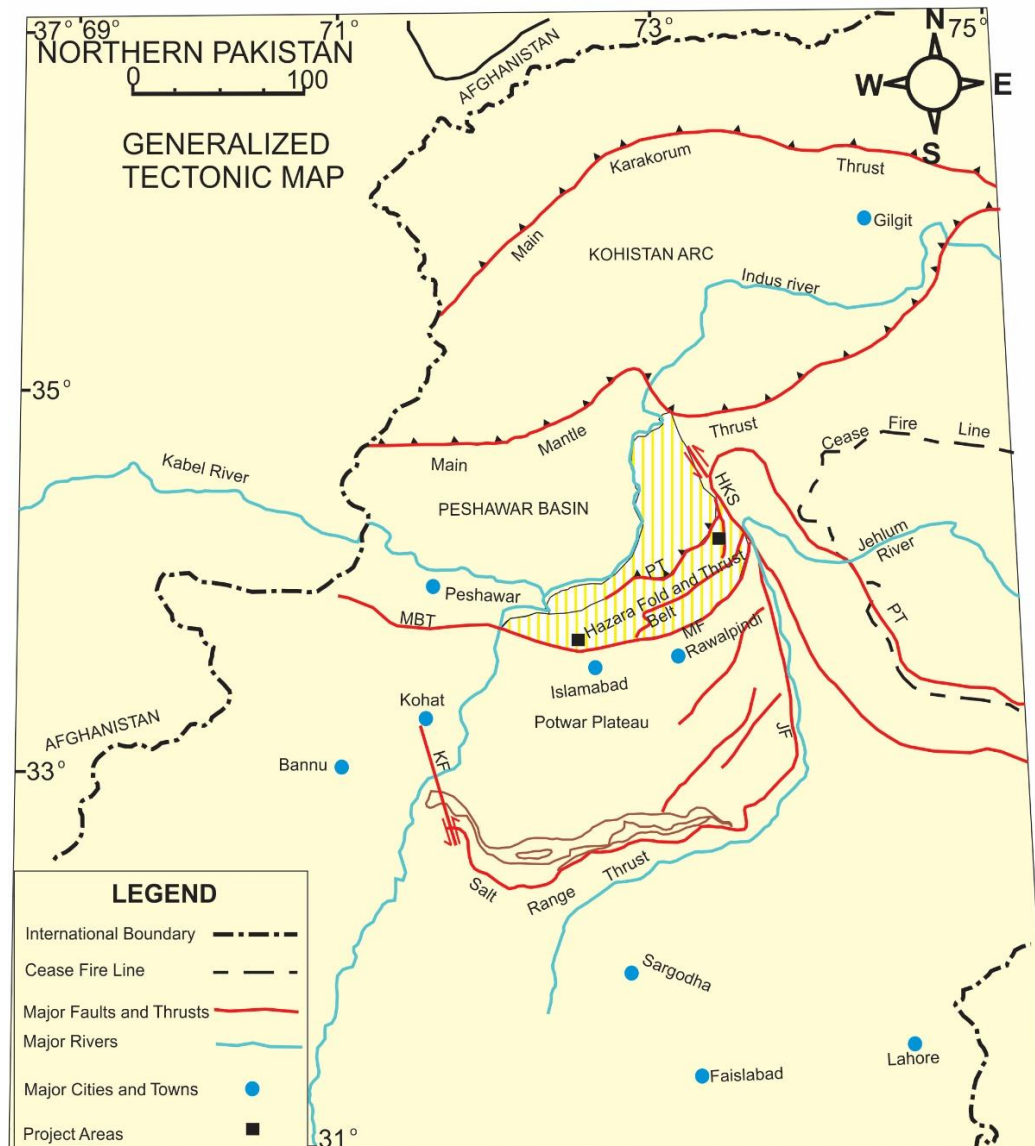 37° 69°
71°
73°
75°
N
W
E
S
NORTHERN PAKISTAN
0 100
GENERALIZED
TECTONIC MAP
AFGHANISTAN
Main Karakorum Thrust
Gilgit
KOHISTAN ARC
Indus river
35°
Main Mantle Thrust
Cease Fire Line
Kabel River
HKS
PESHAWAR BASIN
Jehlum
River
PT
Peshawar
Hazara Fold and Thrust
Belt
MBT
MF
PT
Rawalpindi
Islamabad
Kohat
Potwar Plateau
AFGHANISTAN
JF
KF
Bannu
33°
Salt Range Thrust
LEGEND
International Boundary
Cease Fire Line
Major Faults and Thrusts
Major Rivers
Major Cities and Towns
Project Areas
Sargodha
Lahore
Faislabad
31°